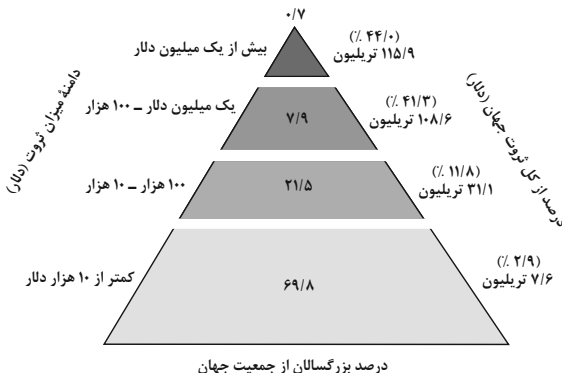 ۰/۷
بیش از یک میلیون دلار
(۴۴/۰ ٪)
۱۱۵/۹ تریلیون
دامنهٔ میزان ثروت (دلار)
درصد از کل ثروت جهان (دلار)
یک میلیون دلار – ۱۰۰ هزار
۷/۹
(۴۱/۳ ٪)
۱۰۸/۶ تریلیون
۱۰۰ هزار – ۱۰ هزار
۲۱/۵
(۱۱/۸ ٪)
۳۱/۱ تریلیون
کمتر از ۱۰ هزار دلار
۶۹/۸
(۲/۹ ٪)
۷/۶ تریلیون
درصد بزرگسالان از جمعیت جهان